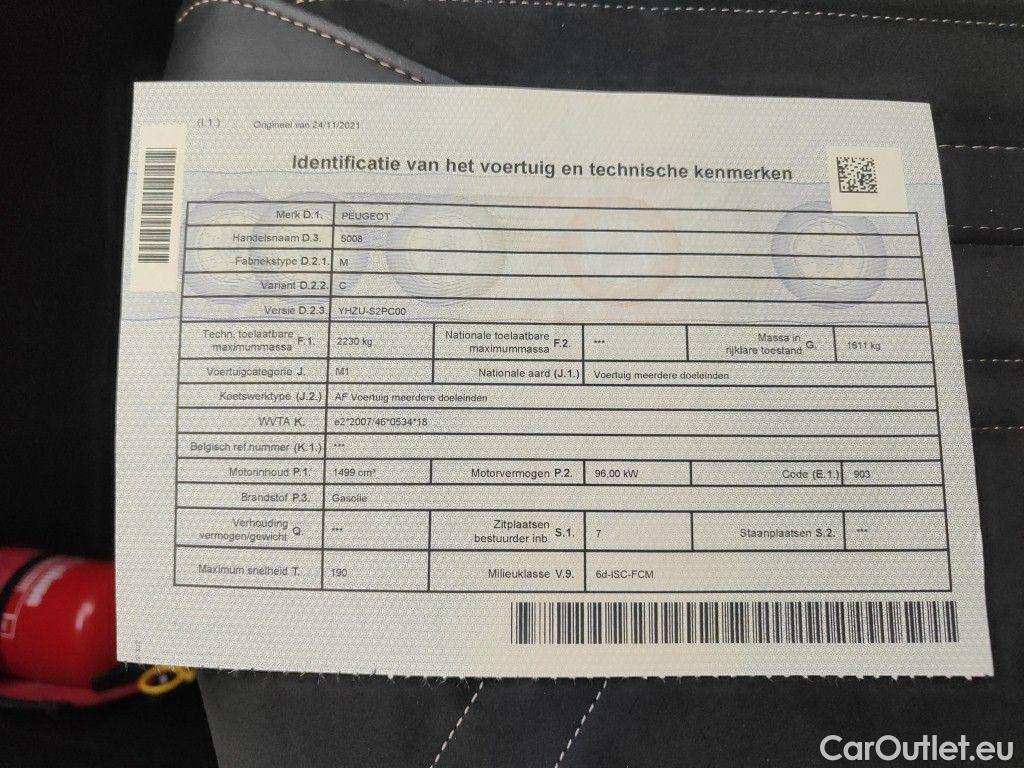 (I.1.) Origineel van 24/11/2021
Identificatie van het voertuig en technische kenmerken
Merk D.1. PEUGEOT
Handelsnaam D.3. 5008
Fabriekstype D.2.1. M
Variant D.2.2. C
Versie D.2.3. YHZU-S2PC00
Techn. toelaatbare maximummassa F.1. 2230 kg Nationale toelaatbare maximummassa F.2. *** Massa in rijklare toestand G. 1611 kg
Voertuigcategorie J. M1 Nationale aard (J.1.) Voertuig meerdere doeleinden
Koetswerktype (J.2.) AF Voertuig meerdere doeleinden
WVTA K. e2*2007/46*0534*18
Belgisch ref.nummer (K.1.) ***
Motorinhoud P.1. 1499 cm³ Motorvermogen P.2. 96,00 kW Code (E.1.) 903
Brandstof P.3. Gasolie
Verhouding vermogen/gewicht Q. *** Zitplaatsen bestuurder inb. S.1. 7 Staanplaatsen S.2. ***
Maximum snelheid T. 190 Milieuklasse V.9. 6d-ISC-FCM
CarOutlet.eu